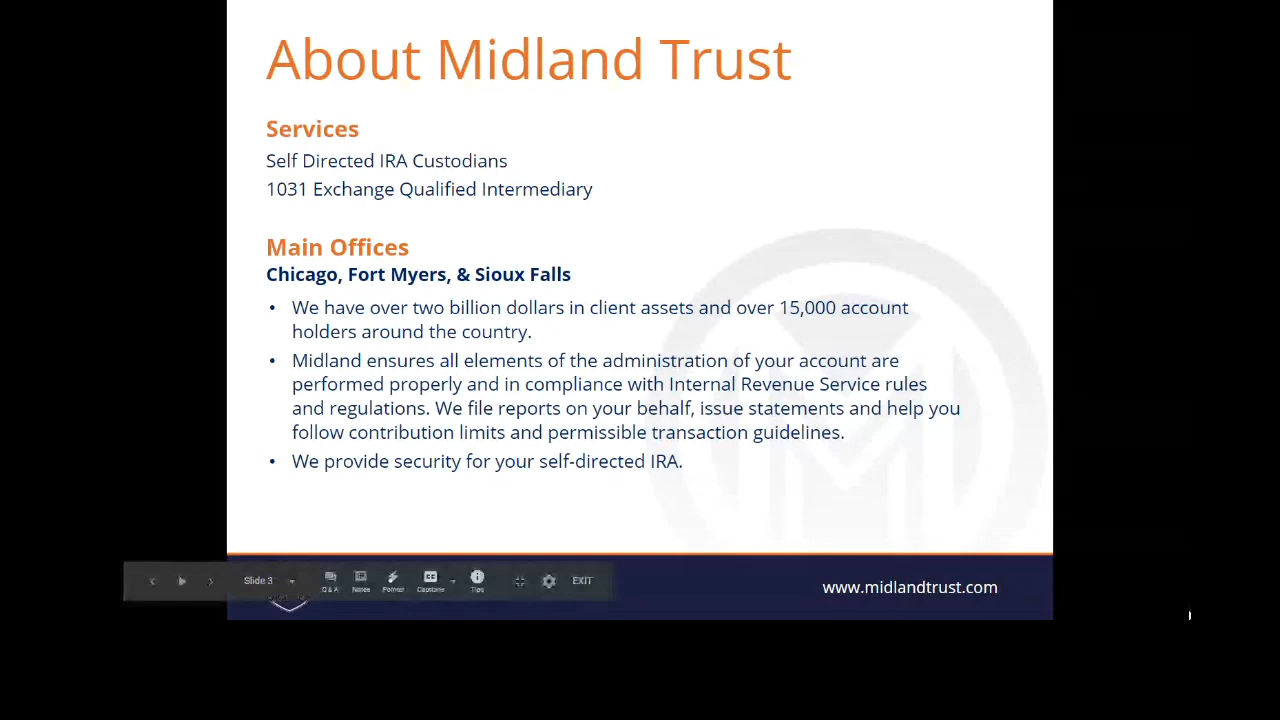 About Midland Trust
Services
Self Directed IRA Custodians
1031 Exchange Qualified Intermediary
Main Offices
Chicago, Fort Myers, & Sioux Falls
• We have over two billion dollars in client assets and over 15,000 account
holders around the country.
• Midland ensures all elements of the administration of your account are
performed properly and in compliance with Internal Revenue Service rules
and regulations. We file reports on your behalf, issue statements and help you
follow contribution limits and permissible transaction guidelines.
• We provide security for your self-directed IRA.
Slide 3
Q & A
Notes
Pointer
CC
Captions
Tips
EXIT
www.midlandtrust.com